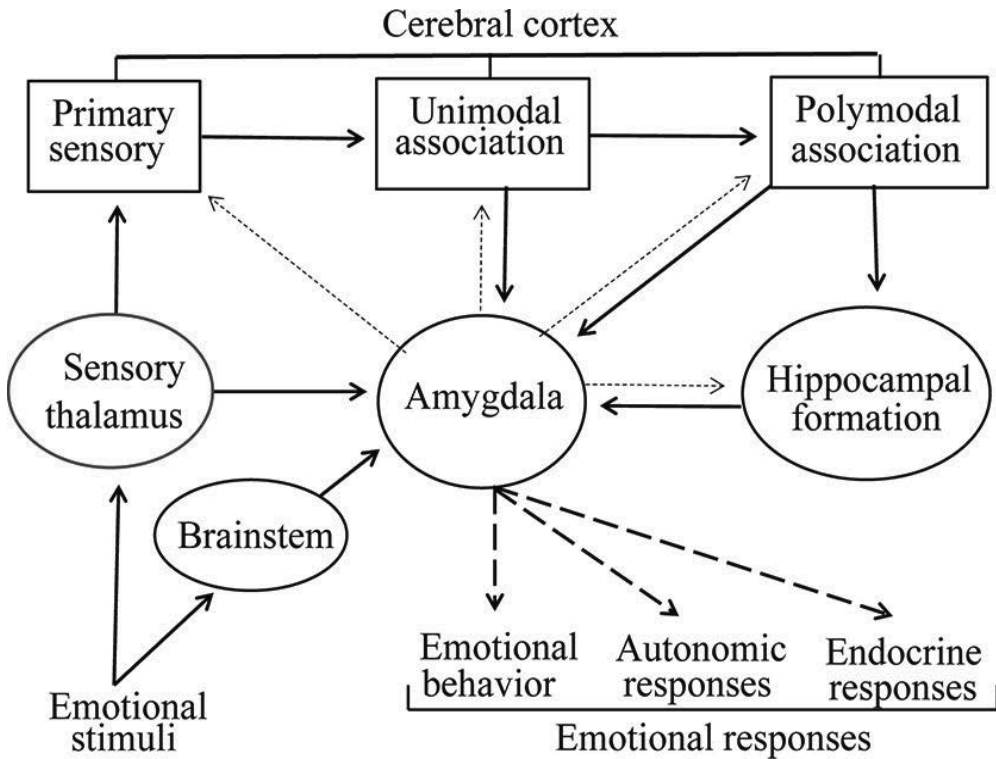 Cerebral cortex
Primary
sensory
Unimodal
association
Polymodal
association
Sensory
thalamus
Amygdala
Hippocampal
formation
Brainstem
Emotional
stimuli
Emotional
behavior
Autonomic
responses
Endocrine
responses
Emotional responses